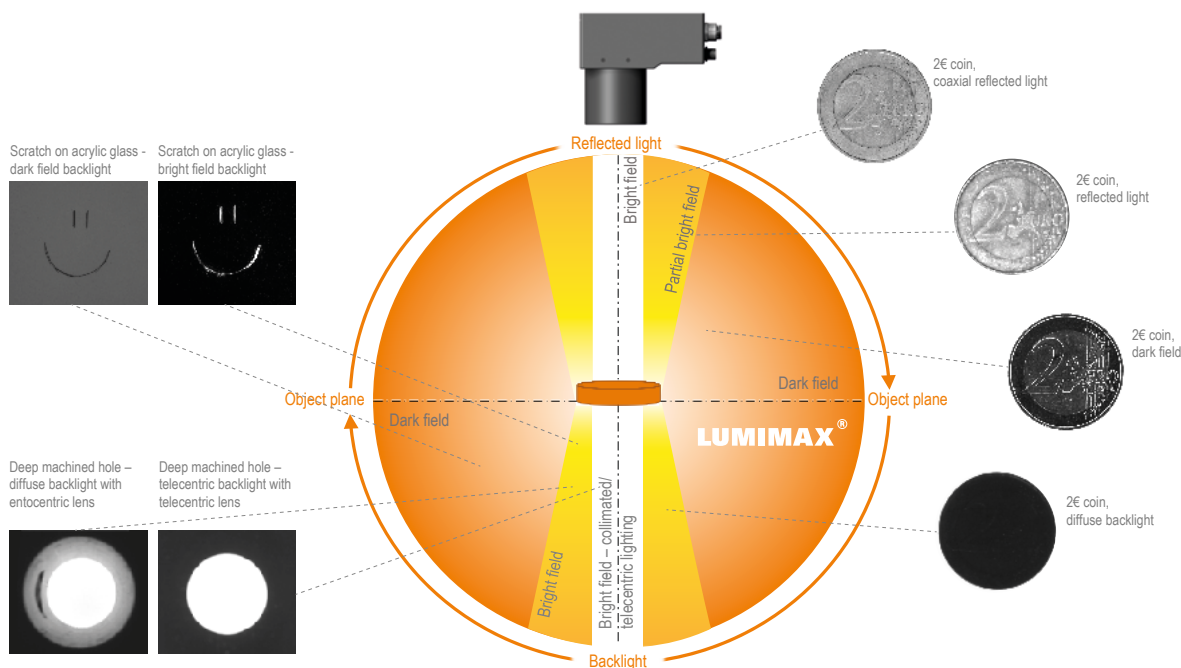 2€ coin,
coaxial reflected light
Reflected light
Scratch on acrylic glass -
dark field backlight
Scratch on acrylic glass -
bright field backlight
Bright field
Partial bright field
2€ coin,
reflected light
2€ coin,
dark field
Dark field
Object plane
Object plane
Dark field
LUMIMAX®
Deep machined hole –
diffuse backlight with
entocentric lens
Deep machined hole –
telecentric backlight with
telecentric lens
2€ coin,
diffuse backlight
Bright field
Bright field – collimated/
telecentric lighting
Backlight